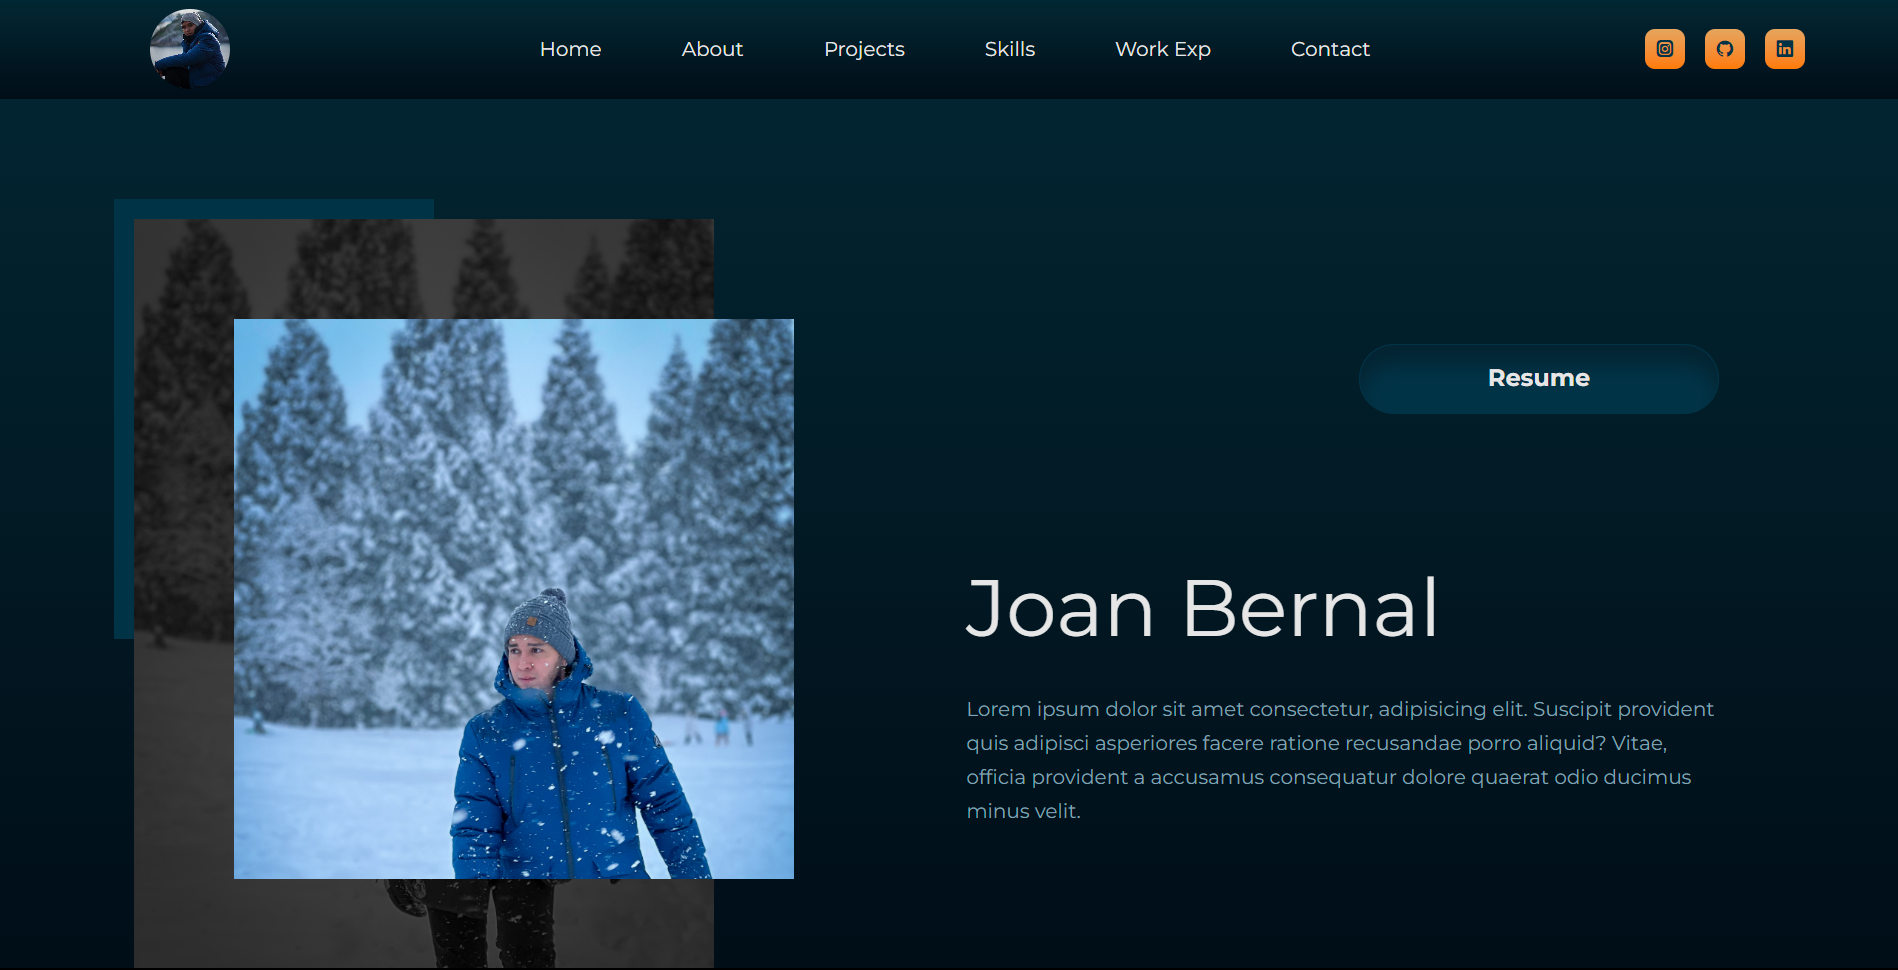 Home
About
Projects
Skills
Work Exp
Contact
Resume
Joan Bernal
Lorem ipsum dolor sit amet consectetur, adipisicing elit. Suscipit provident
quis adipisci asperiores facere ratione recusandae porro aliquid? Vitae,
officia provident a accusamus consequatur dolore quaerat odio ducimus
minus velit.